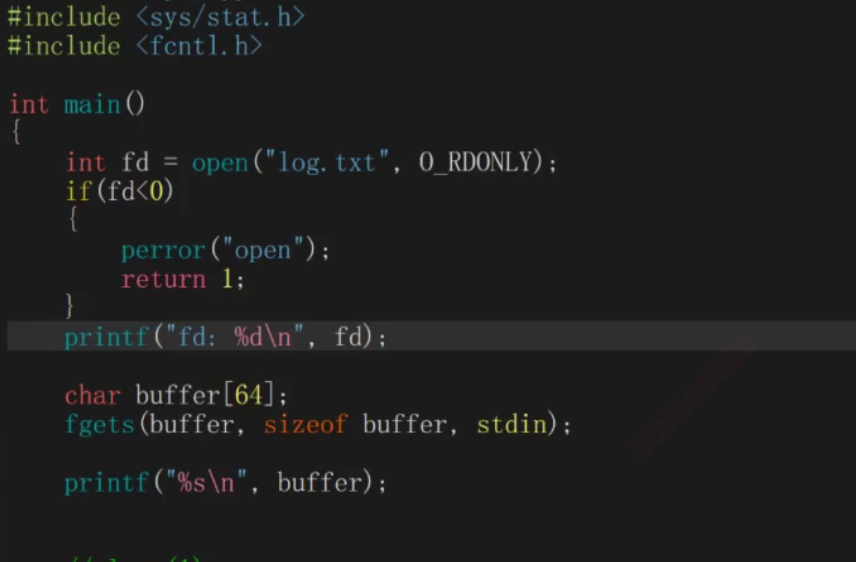 #include <sys/stat.h>
#include <fcntl.h>
int main()
{
int fd = open("log.txt", O_RDONLY);
if(fd<0)
{
perror("open");
return 1;
}
printf("fd: %d\n", fd);
char buffer[64];
fgets(buffer, sizeof buffer, stdin);
printf("%s\n", buffer);